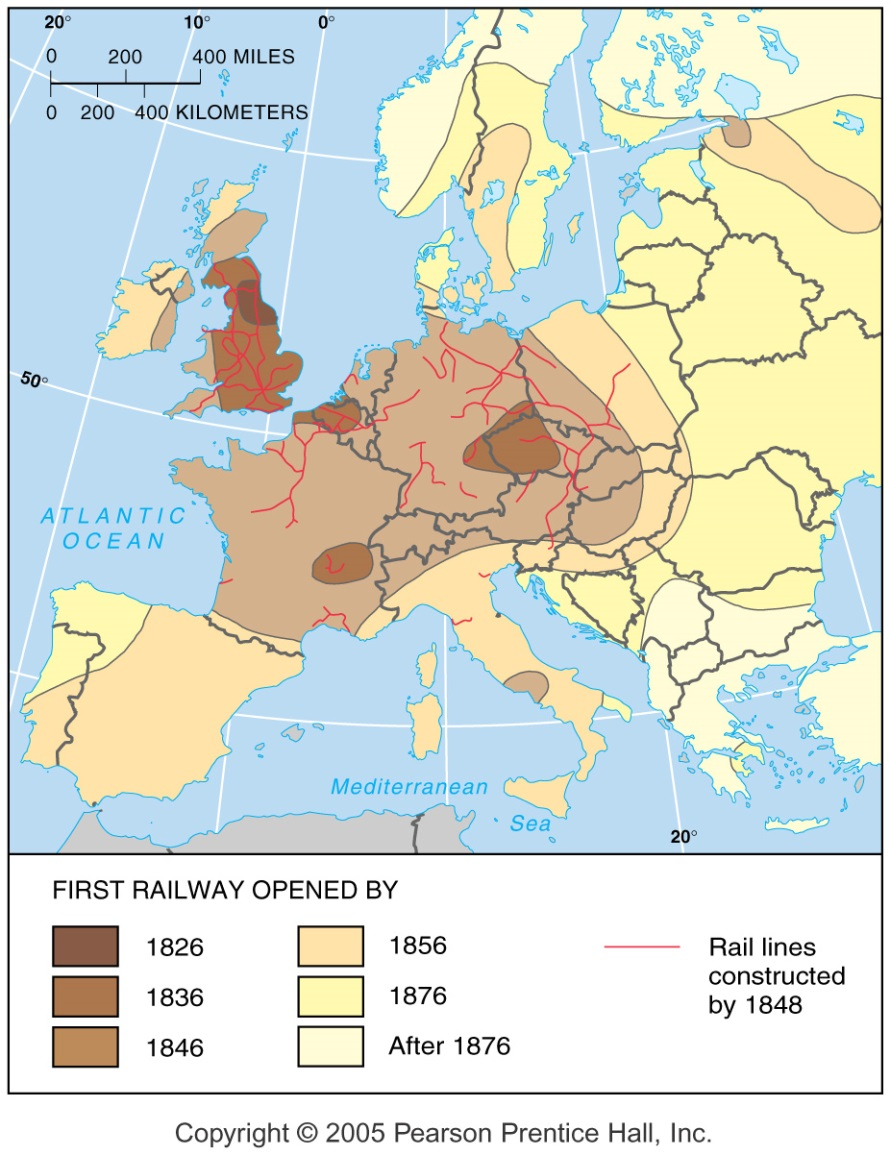 20° 10° 0°
0 200 400 MILES
0 200 400 KILOMETERS
50°
ATLANTIC
OCEAN
Mediterranean
Sea
20°
FIRST RAILWAY OPENED BY
1826
1836
1846
1856
1876
After 1876
Rail lines
constructed
by 1848
Copyright © 2005 Pearson Prentice Hall, Inc.